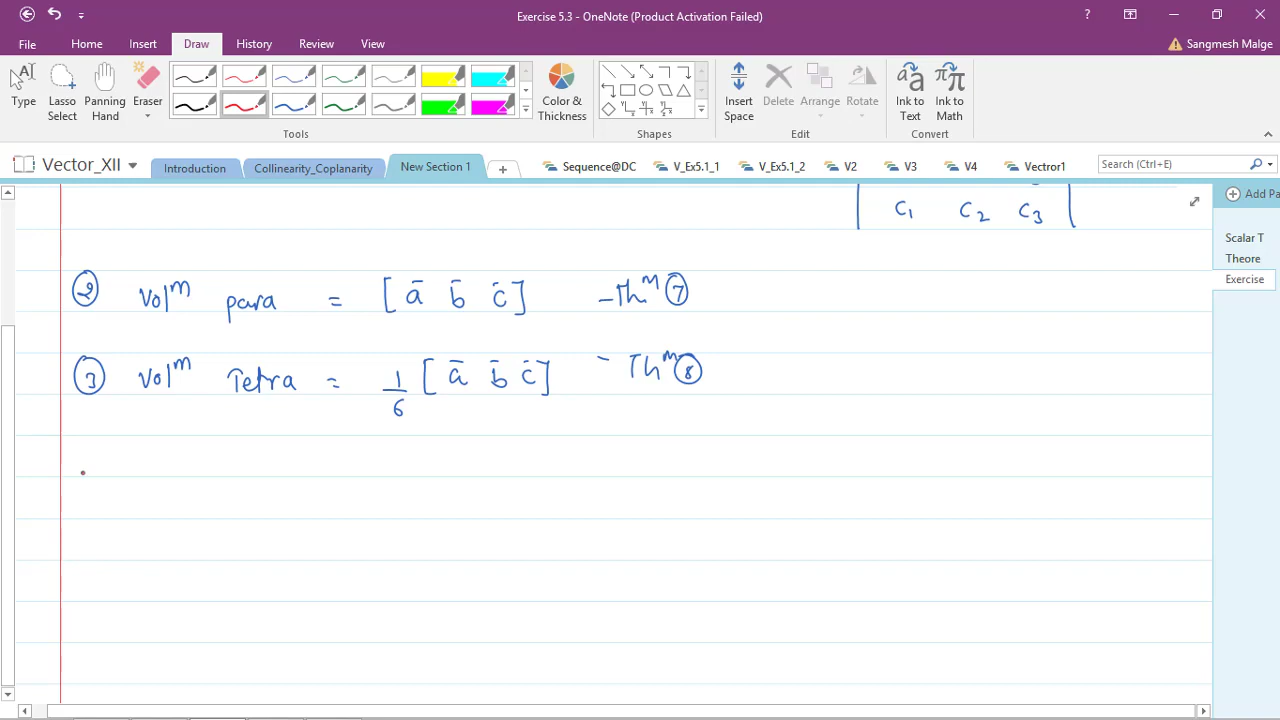 Exercise 5.3 - OneNote (Product Activation Failed)
?
File Home Insert Draw History Review View
Sangmesh Malge
Type
Lasso Select
Panning Hand
Eraser
Color & Thickness
Insert Space
Delete
Arrange
Rotate
Ink to Text
Ink to Math
Tools
Shapes
Edit
Convert
Vector_XII
Introduction
Collinearity_Coplanarity
New Section 1
Sequence@DC
V_Ex5.1_1
V_Ex5.1_2
V2
V3
V4
Vectror1
Search (Ctrl+E)
Add Pa
Scalar T
Theore
Exercise
C1 C2 C3
② Volᵐ para = [ a̅ b̅ c̅ ] - Thᵐ ⑦
③ Volᵐ Tetra = 1/6 [ a̅ b̅ c̅ ] - Thᵐ ⑧